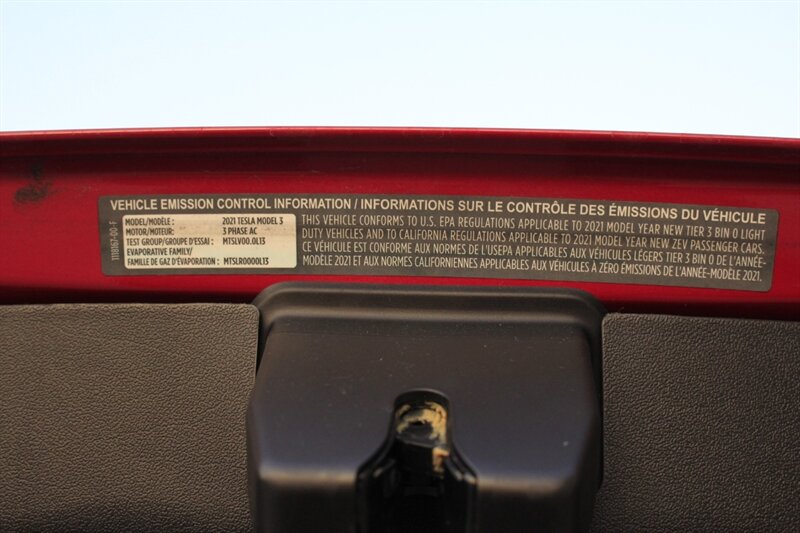 VEHICLE EMISSION CONTROL INFORMATION / INFORMATIONS SUR LE CONTRÔLE DES ÉMISSIONS DU VÉHICULE
1118167-00-F
MODEL/MODÈLE : 2021 TESLA MODEL 3
MOTOR/MOTEUR: 3 PHASE AC
TEST GROUP/GROUPE D'ESSAI : MTSLV00.0L13
EVAPORATIVE FAMILY/
FAMILLE DE GAZ D'ÉVAPORATION : MTSLR0000L13
THIS VEHICLE CONFORMS TO U.S. EPA REGULATIONS APPLICABLE TO 2021 MODEL YEAR NEW TIER 3 BIN 0 LIGHT
DUTY VEHICLES AND TO CALIFORNIA REGULATIONS APPLICABLE TO 2021 MODEL YEAR NEW ZEV PASSENGER CARS.
CE VÉHICULE EST CONFORME AUX NORMES DE L'USEPA APPLICABLES AUX VÉHICULES LÉGERS TIER 3 BIN 0 DE L'ANNÉE-
MODÈLE 2021 ET AUX NORMES CALIFORNIENNES APPLICABLES AUX VÉHICULES À ZÉRO ÉMISSIONS DE L'ANNÉE-MODÈLE 2021.